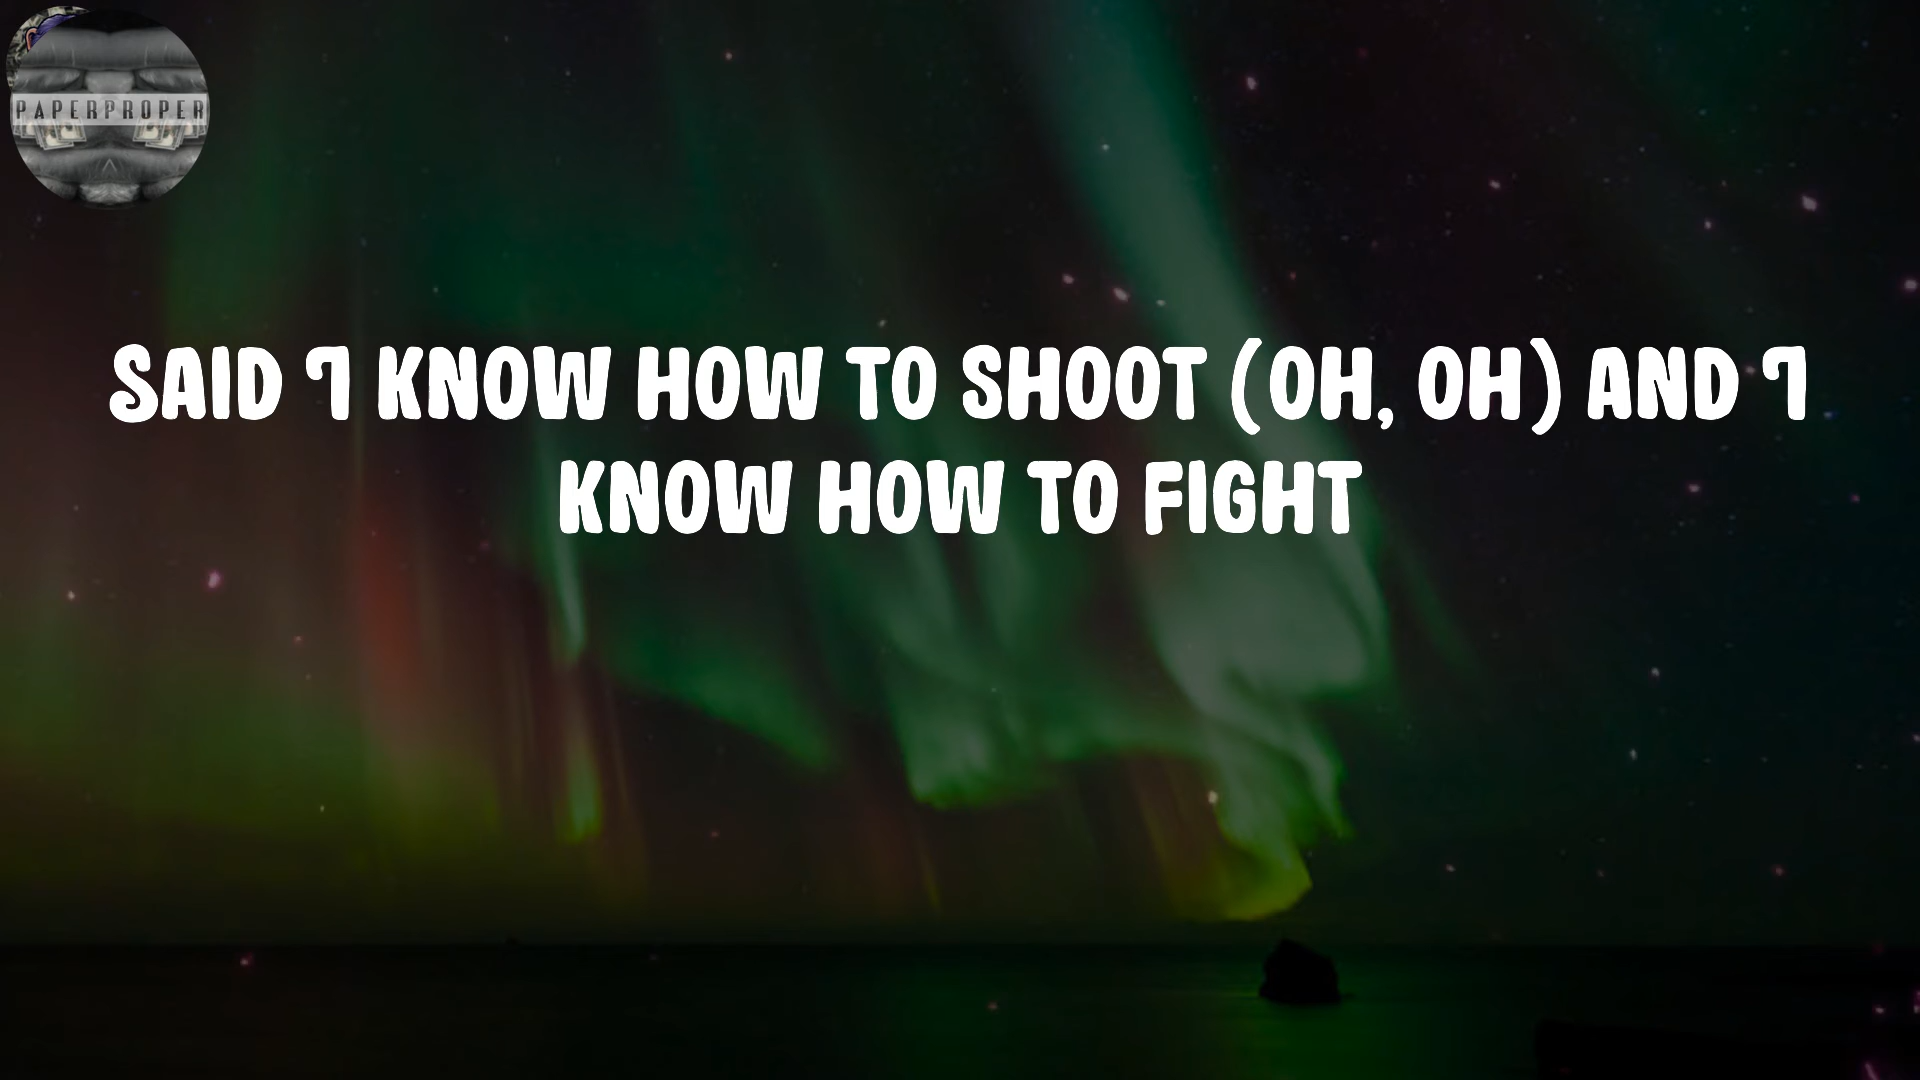 PAPERPROPER
SAID I KNOW HOW TO SHOOT (OH, OH) AND I
KNOW HOW TO FIGHT